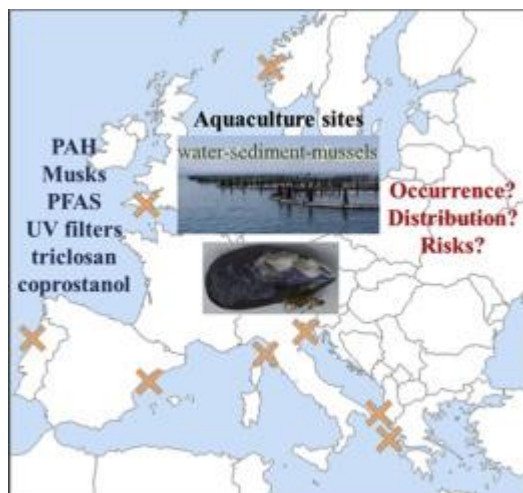 Aquaculture sites
water-sediment-mussels
PAH
Musks
PFAS
UV filters
triclosan
coprostanol
Occurrence?
Distribution?
Risks?